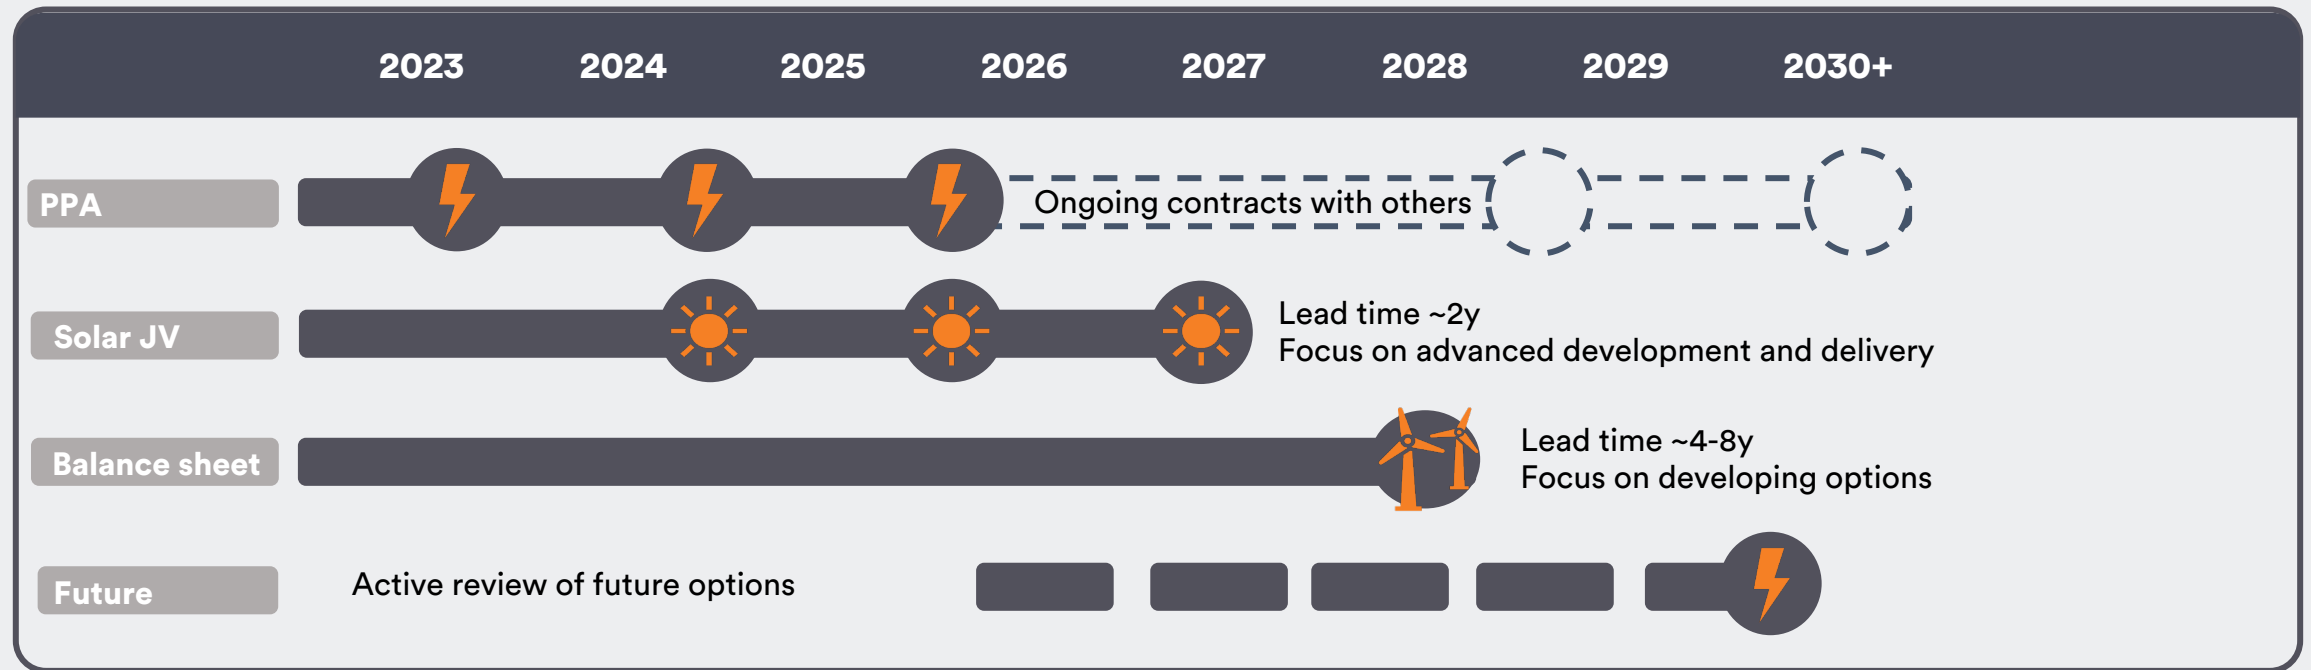 2023 2024 2025 2026 2027 2028 2029 2030+
PPA
Ongoing contracts with others
Solar JV
Lead time ~2y
Focus on advanced development and delivery
Balance sheet
Lead time ~4-8y
Focus on developing options
Future
Active review of future options